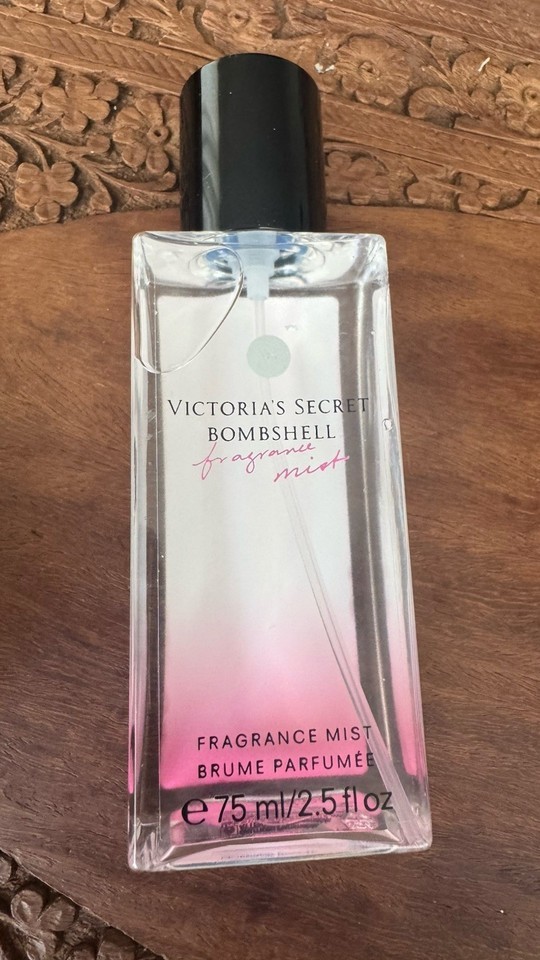 VICTORIA'S SECRET
BOMBSHELL
fragrance
mist
FRAGRANCE MIST
BRUME PARFUMÉE
℮ 75 ml/2.5 fl oz